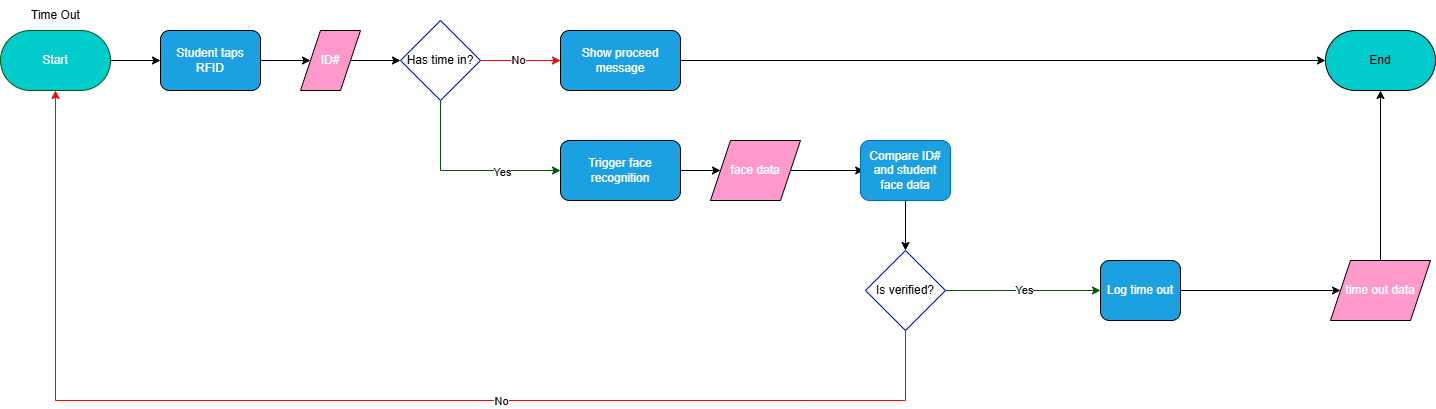 Time Out
Start
Student taps
RFID
ID#
Has time in?
No
Show proceed
message
End
Yes
Trigger face
recognition
face data
Compare ID#
and student
face data
Is verified?
Yes
Log time out
time out data
No